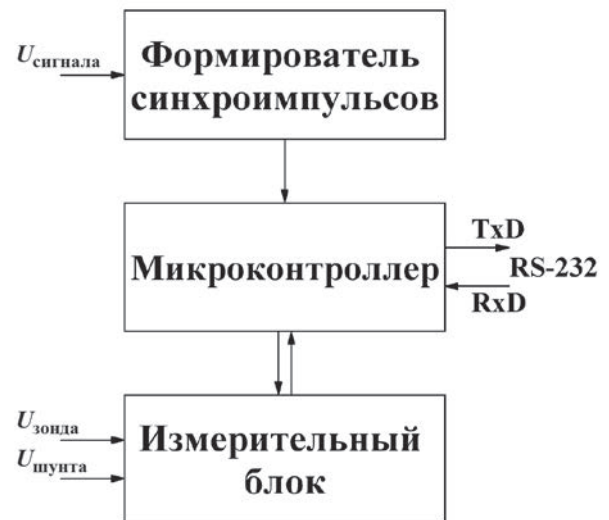 Uсигнала
Формирователь
синхроимпульсов
Микроконтроллер
TxD
RS-232
RxD
Uзонда
Uшунта
Измерительный
блок